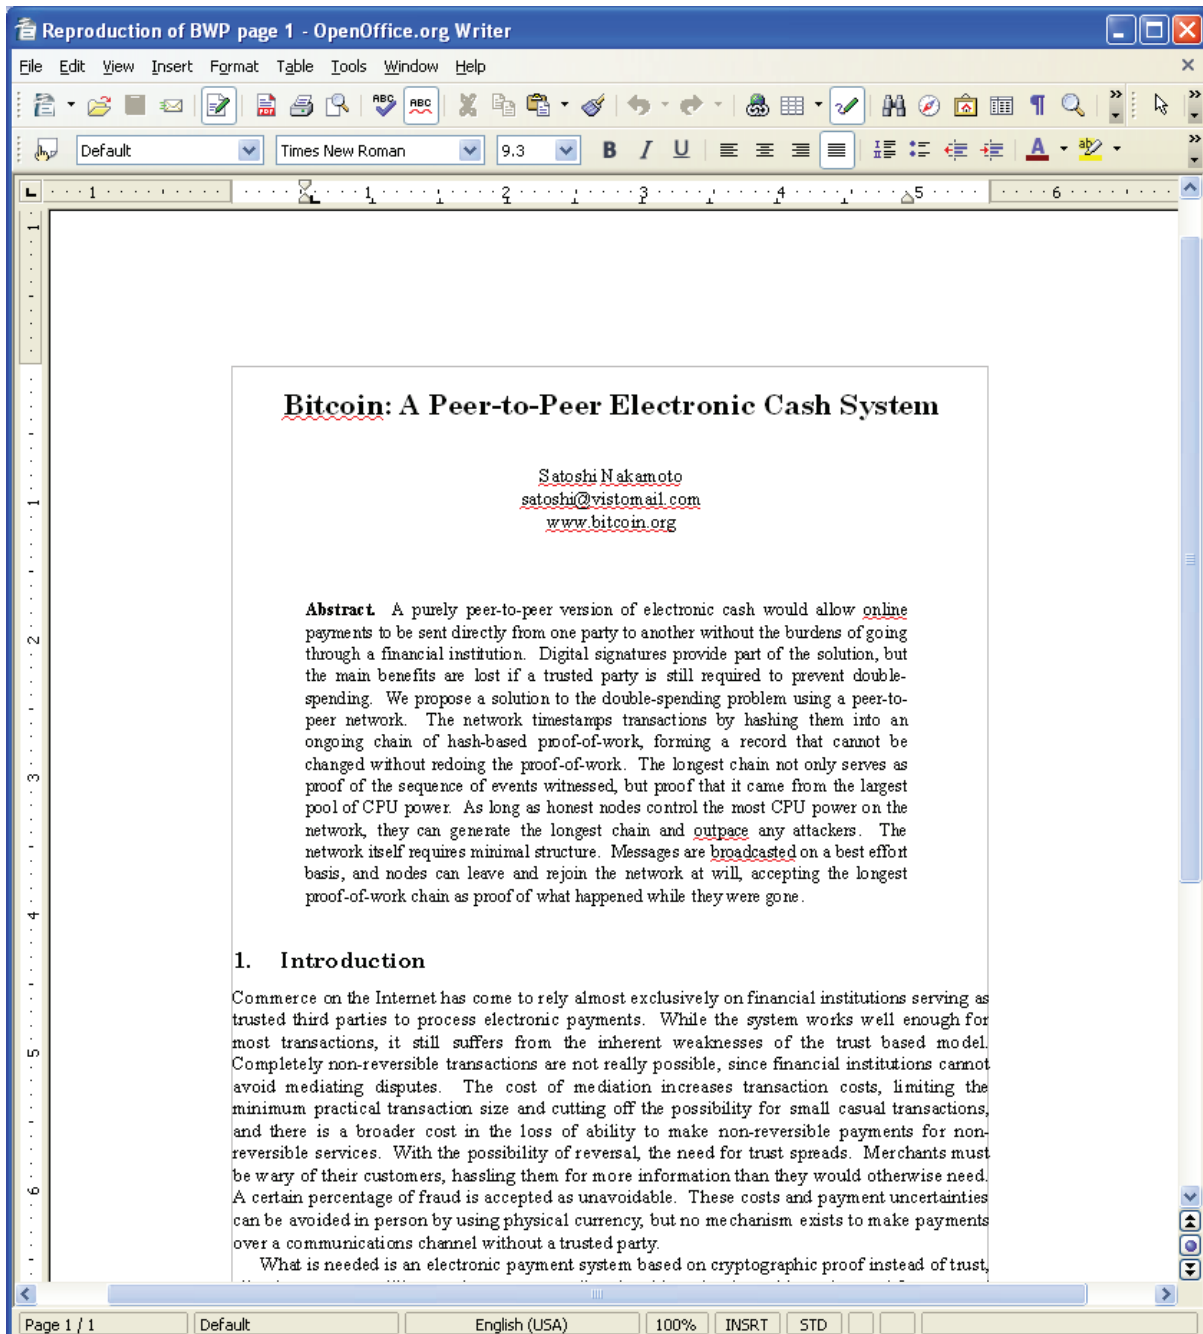 Reproduction of BWP page 1 - OpenOffice.org Writer
File Edit View Insert Format Table Tools Window Help
Default Times New Roman 9.3 B I U A
1 1 2 3 4 5 6
Bitcoin: A Peer-to-Peer Electronic Cash System
Satoshi Nakamoto
satoshi@vistomail.com
www.bitcoin.org
Abstract. A purely peer-to-peer version of electronic cash would allow online
payments to be sent directly from one party to another without the burdens of going
through a financial institution. Digital signatures provide part of the solution, but
the main benefits are lost if a trusted party is still required to prevent double-
spending. We propose a solution to the double-spending problem using a peer-to-
peer network. The network timestamps transactions by hashing them into an
ongoing chain of hash-based proof-of-work, forming a record that cannot be
changed without redoing the proof-of-work. The longest chain not only serves as
proof of the sequence of events witnessed, but proof that it came from the largest
pool of CPU power. As long as honest nodes control the most CPU power on the
network, they can generate the longest chain and outpace any attackers. The
network itself requires minimal structure. Messages are broadcasted on a best effort
basis, and nodes can leave and rejoin the network at will, accepting the longest
proof-of-work chain as proof of what happened while they were gone.
1. Introduction
Commerce on the Internet has come to rely almost exclusively on financial institutions serving as
trusted third parties to process electronic payments. While the system works well enough for
most transactions, it still suffers from the inherent weaknesses of the trust based model.
Completely non-reversible transactions are not really possible, since financial institutions cannot
avoid mediating disputes. The cost of mediation increases transaction costs, limiting the
minimum practical transaction size and cutting off the possibility for small casual transactions,
and there is a broader cost in the loss of ability to make non-reversible payments for non-
reversible services. With the possibility of reversal, the need for trust spreads. Merchants must
be wary of their customers, hassling them for more information than they would otherwise need.
A certain percentage of fraud is accepted as unavoidable. These costs and payment uncertainties
can be avoided in person by using physical currency, but no mechanism exists to make payments
over a communications channel without a trusted party.
What is needed is an electronic payment system based on cryptographic proof instead of trust,
Page 1 / 1 Default English (USA) 100% INSRT STD